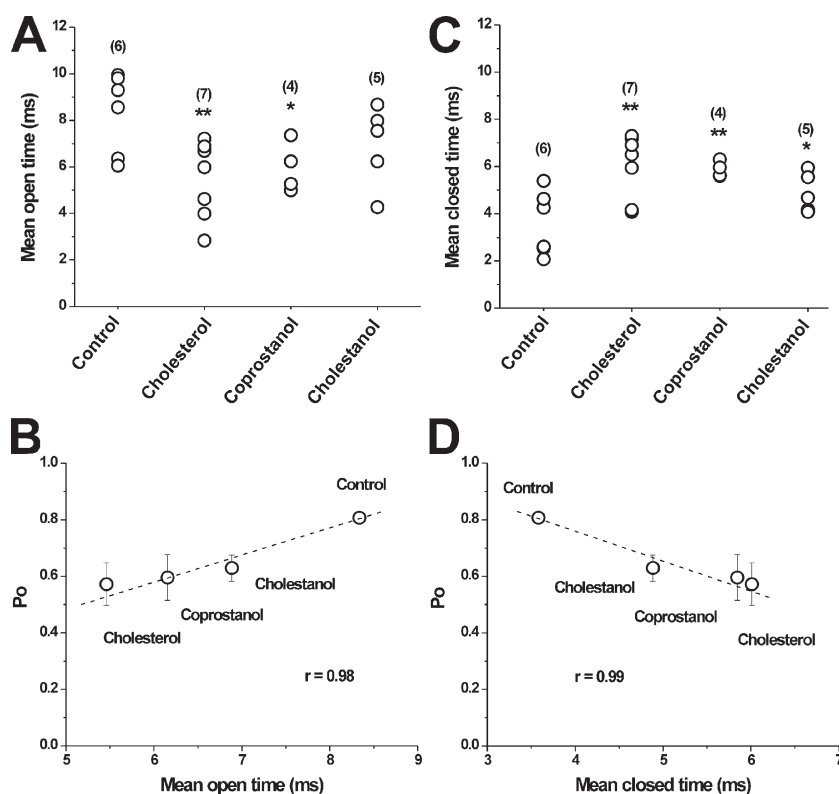 A
Mean open time (ms)
12
10
8
6
4
2
0
(6)
(7)
**
(4)
*
(5)
Control
Cholesterol
Coprostanol
Cholestanol
C
Mean closed time (ms)
12
10
8
6
4
2
0
(6)
(7)
**
(4)
**
(5)
*
Control
Cholesterol
Coprostanol
Cholestanol
B
Po
1.0
0.8
0.6
0.4
0.2
0.0
Control
Cholestanol
Coprostanol
Cholesterol
r = 0.98
5 6 7 8 9
Mean open time (ms)
D
Po
1.0
0.8
0.6
0.4
0.2
0.0
Control
Cholestanol
Coprostanol
Cholesterol
r = 0.99
3 4 5 6 7
Mean closed time (ms)